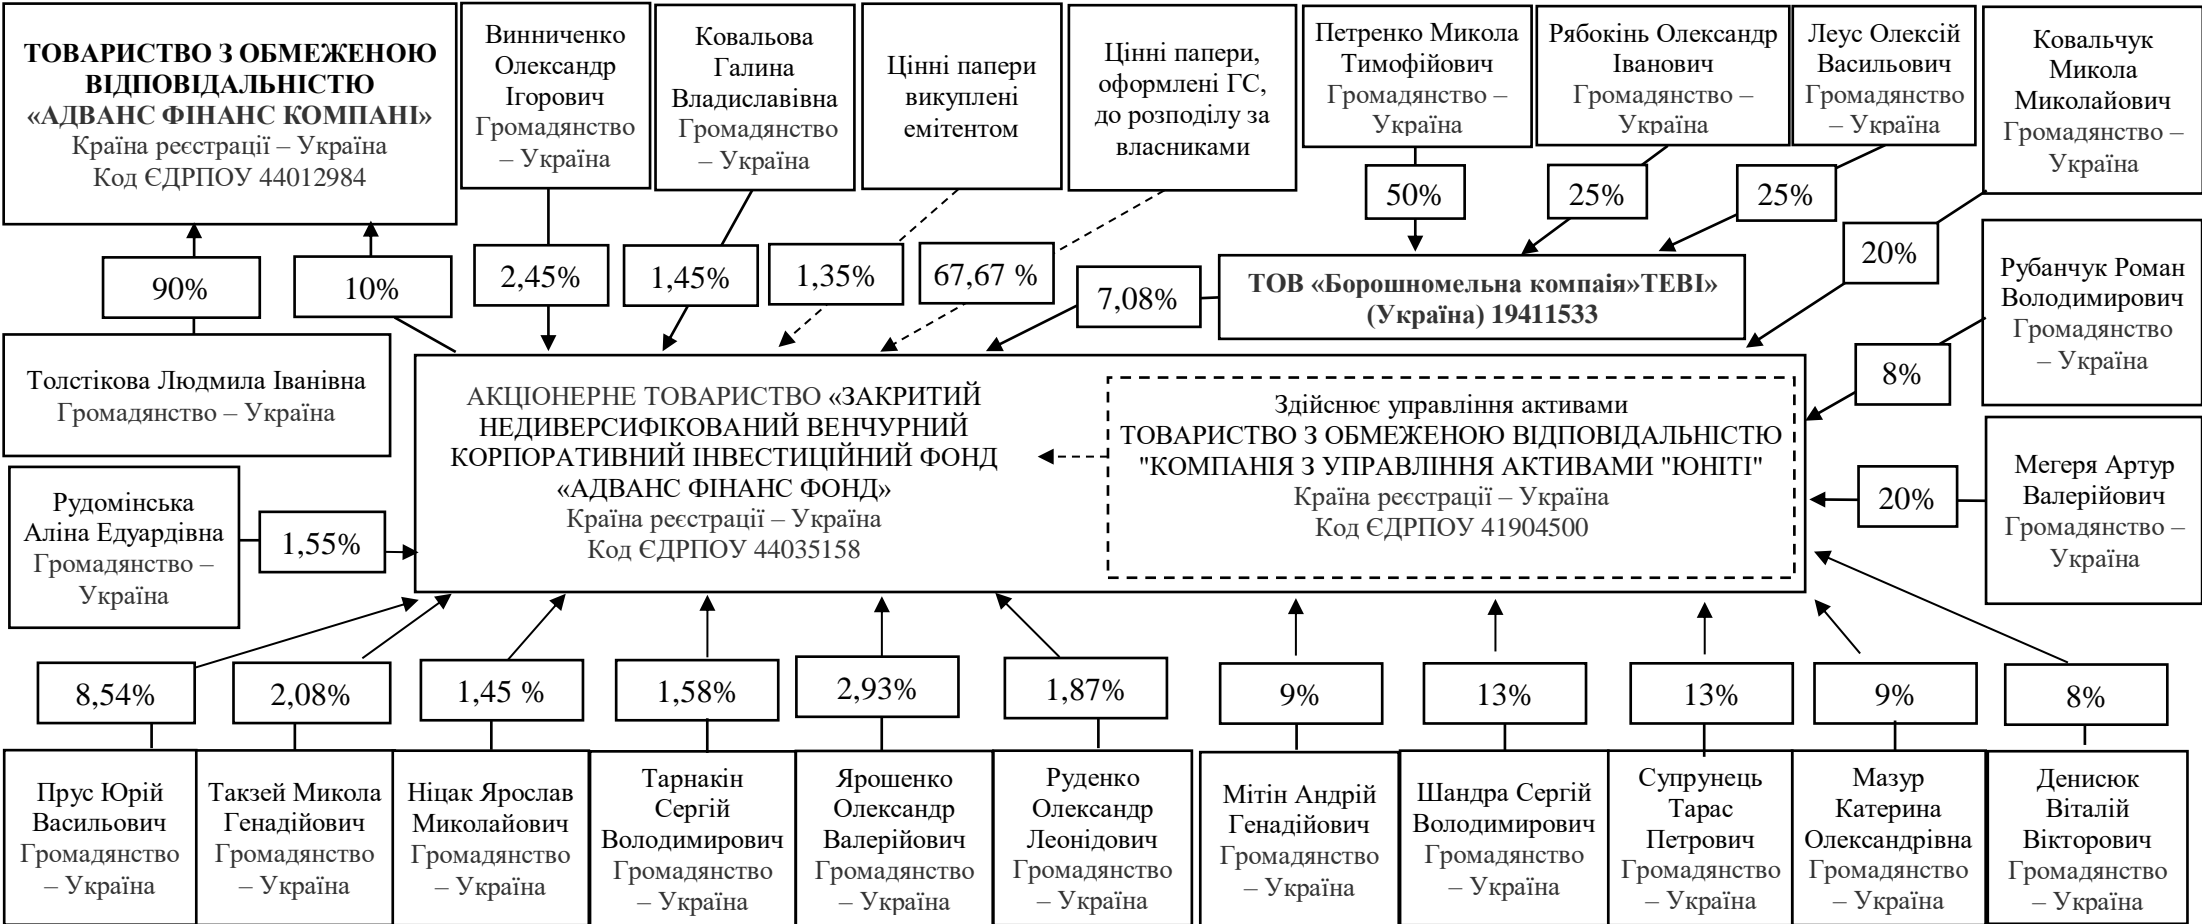 ТОВАРИСТВО З ОБМЕЖЕНОЮ
ВІДПОВІДАЛЬНІСТЮ
«АДВАНС ФІНАНС КОМПАНІ»
Країна реєстрації – Україна
Код ЄДРПОУ 44012984
Винниченко
Олександр
Ігорович
Громадянство
– Україна
Ковальова
Галина
Владиславівна
Громадянство
– Україна
Цінні папери
викуплені
емітентом
Цінні папери,
оформлені ГС,
до розподілу за
власниками
Петренко Микола
Тимофійович
Громадянство –
Україна
Рябокінь Олександр
Іванович
Громадянство –
Україна
Леус Олексій
Васильович
Громадянство
– Україна
Ковальчук
Микола
Миколайович
Громадянство –
Україна
50%
25%
25%
20%
90%
10%
2,45%
1,45%
1,35%
67,67 %
7,08%
ТОВ «Борошномельна компаія»ТЕВІ»
(Україна) 19411533
Рубанчук Роман
Володимирович
Громадянство
– Україна
8%
Толстікова Людмила Іванівна
Громадянство – Україна
АКЦІОНЕРНЕ ТОВАРИСТВО «ЗАКРИТИЙ
НЕДИВЕРСИФІКОВАНИЙ ВЕНЧУРНИЙ
КОРПОРАТИВНИЙ ІНВЕСТИЦІЙНИЙ ФОНД
«АДВАНС ФІНАНС ФОНД»
Країна реєстрації – Україна
Код ЄДРПОУ 44035158
Здійснює управління активами
ТОВАРИСТВО З ОБМЕЖЕНОЮ ВІДПОВІДАЛЬНІСТЮ
"КОМПАНІЯ З УПРАВЛІННЯ АКТИВАМИ "ЮНІТІ"
Країна реєстрації – Україна
Код ЄДРПОУ 41904500
20%
Мегеря Артур
Валерійович
Громадянство –
Україна
Рудомінська
Аліна Едуардівна
Громадянство –
Україна
1,55%
8,54%
2,08%
1,45 %
1,58%
2,93%
1,87%
9%
13%
13%
9%
8%
Прус Юрій
Васильович
Громадянство
– Україна
Такзей Микола
Генадійович
Громадянство
– Україна
Ніцак Ярослав
Миколайович
Громадянство
– Україна
Тарнакін
Сергій
Володимирович
Громадянство
– Україна
Ярошенко
Олександр
Валерійович
Громадянство
– Україна
Руденко
Олександр
Леонідович
Громадянство
– Україна
Мітін Андрій
Генадійович
Громадянство
– Україна
Шандра Сергій
Володимирович
Громадянство
– Україна
Супрунець
Тарас
Петрович
Громадянство
– Україна
Мазур
Катерина
Олександрівна
Громадянство
– Україна
Денисюк
Віталій
Вікторович
Громадянство
– Україна